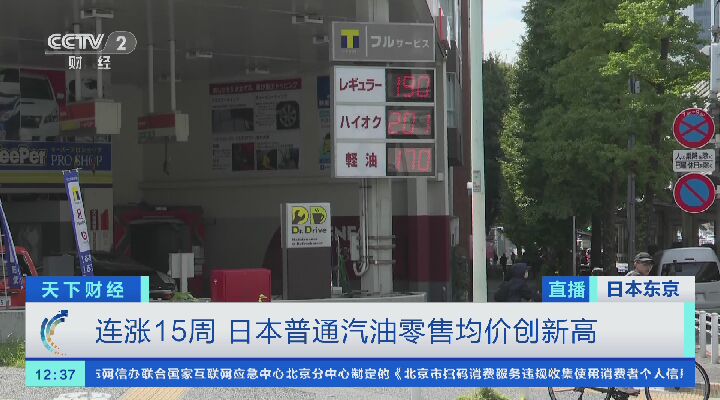 CCTV 2
财 经
フルサービス
レギュラー 190
ハイオク 201
軽油 170
KeePer PRO SHOP
Dr.Drive
天下财经
直播 日本东京
连涨15周 日本普通汽油零售均价创新高
12:37 市网信办联合国家互联网应急中心北京分中心制定的《北京市扫码消费服务违规收集使用消费者个人信息